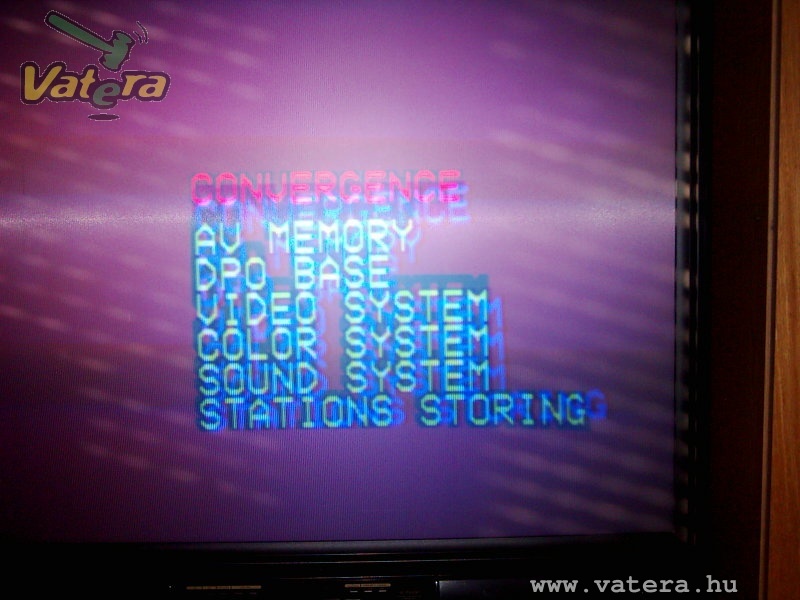 Vatera
CONVERGENCE
AV MEMORY
DPO BASE
VIDEO SYSTEM
COLOR SYSTEM
SOUND SYSTEM
STATIONS STORING
www.vatera.hu